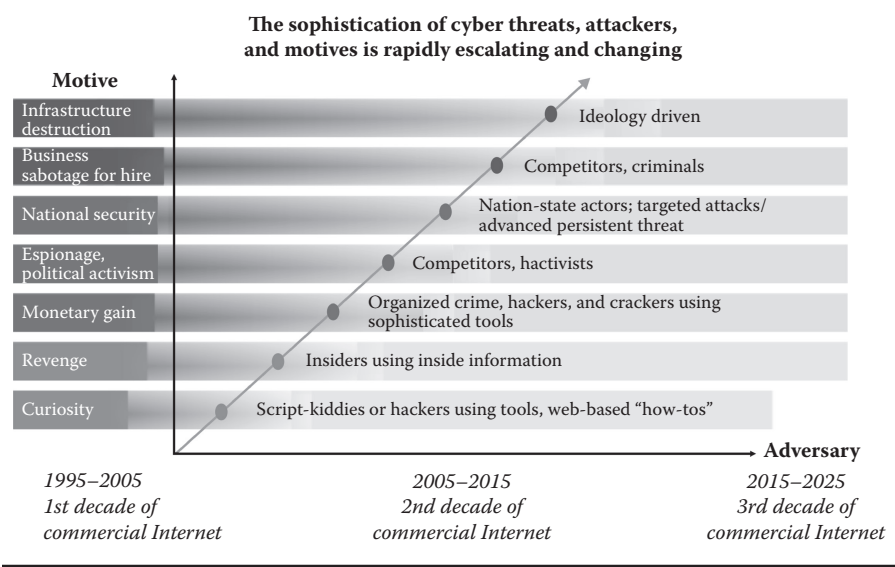 The sophistication of cyber threats, attackers,
and motives is rapidly escalating and changing
Motive
Infrastructure
destruction
Ideology driven
Business
sabotage for hire
Competitors, criminals
National security
Nation-state actors; targeted attacks/
advanced persistent threat
Espionage,
political activism
Competitors, hactivists
Monetary gain
Organized crime, hackers, and crackers using
sophisticated tools
Revenge
Insiders using inside information
Curiosity
Script-kiddies or hackers using tools, web-based “how-tos”
Adversary
1995–2005
1st decade of
commercial Internet
2005–2015
2nd decade of
commercial Internet
2015–2025
3rd decade of
commercial Internet